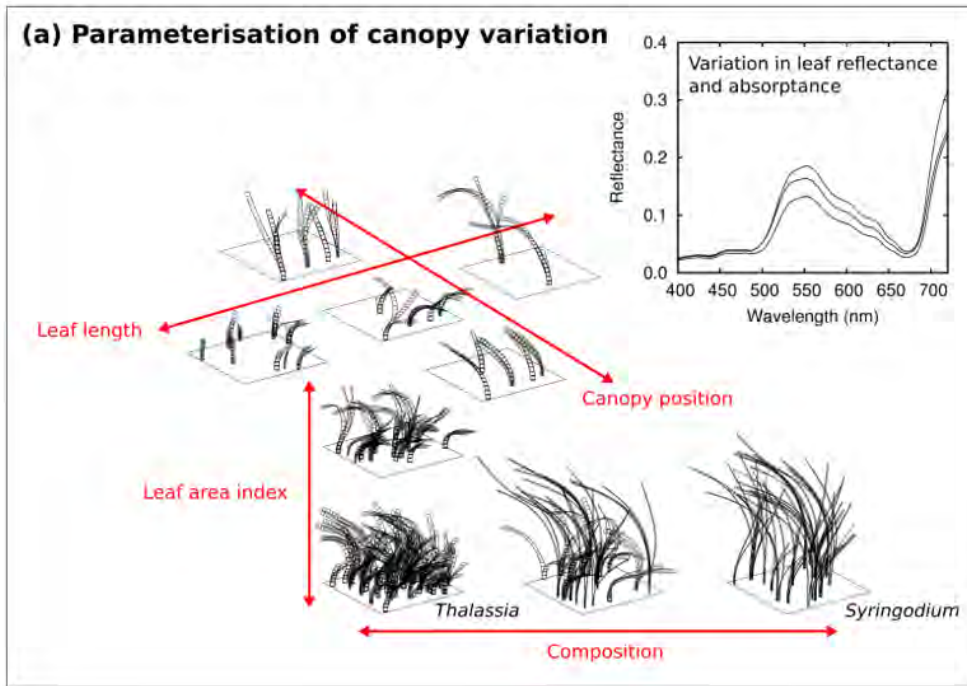 (a) Parameterisation of canopy variation
Variation in leaf reflectance
and absorptance
Reflectance
0.4
0.3
0.2
0.1
0.0
400 450 500 550 600 650 700
Wavelength (nm)
Leaf length
Canopy position
Leaf area index
Thalassia
Syringodium
Composition